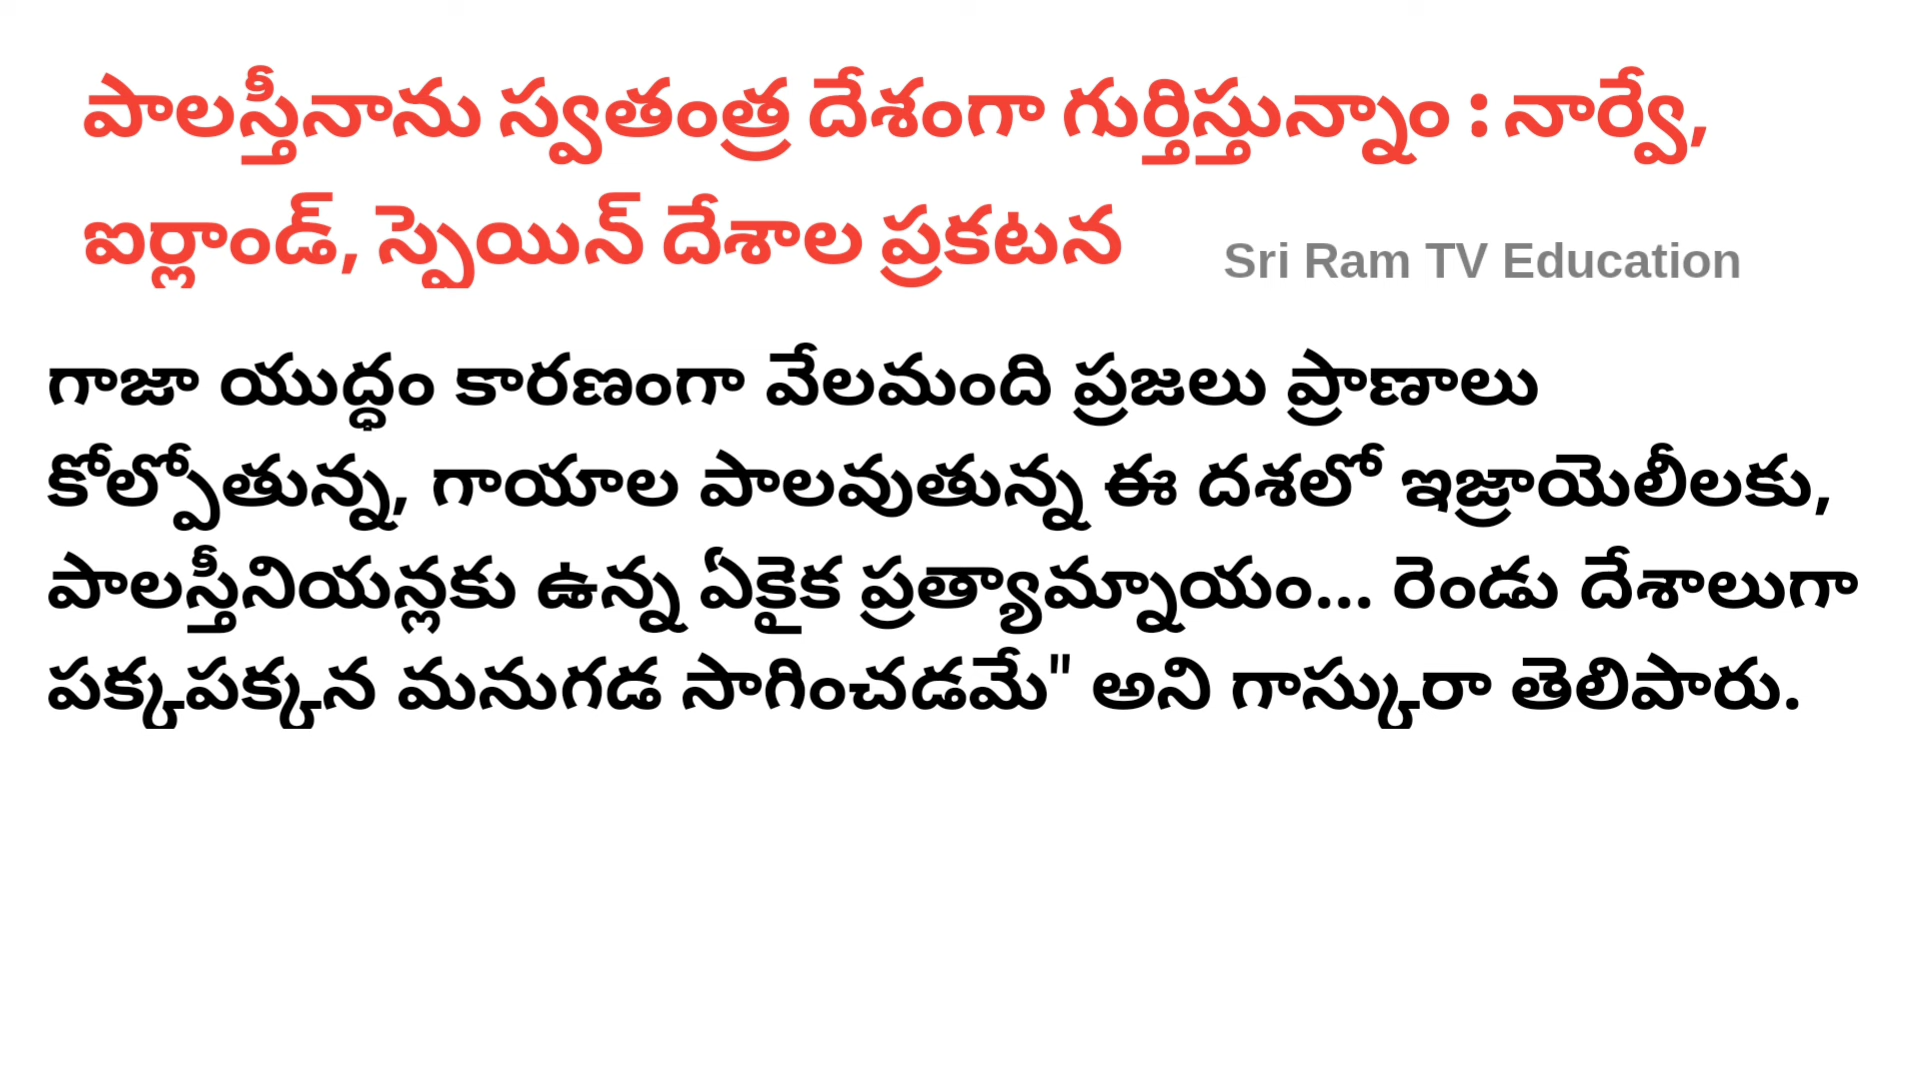 పాలస్తీనాను స్వతంత్ర దేశంగా గుర్తిస్తున్నాం : నార్వే,
ఐర్లాండ్, స్పెయిన్ దేశాల ప్రకటన
Sri Ram TV Education
గాజా యుద్ధం కారణంగా వేలమంది ప్రజలు ప్రాణాలు
కోల్పోతున్న, గాయాల పాలవుతున్న ఈ దశలో ఇజ్రాయెలీలకు,
పాలస్తీనియన్లకు ఉన్న ఏకైక ప్రత్యామ్నాయం... రెండు దేశాలుగా
పక్కపక్కన మనుగడ సాగించడమే" అని గాస్కురా తెలిపారు.